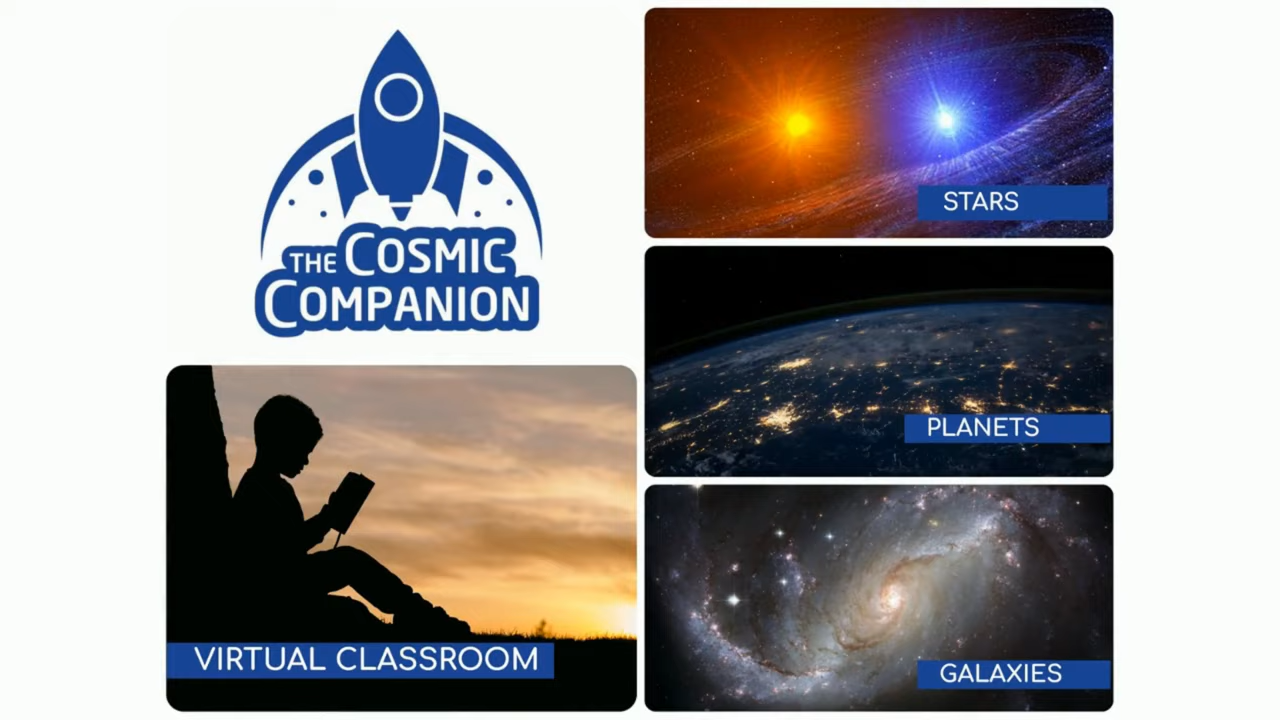 THE COSMIC
COMPANION
VIRTUAL CLASSROOM
STARS
PLANETS
GALAXIES